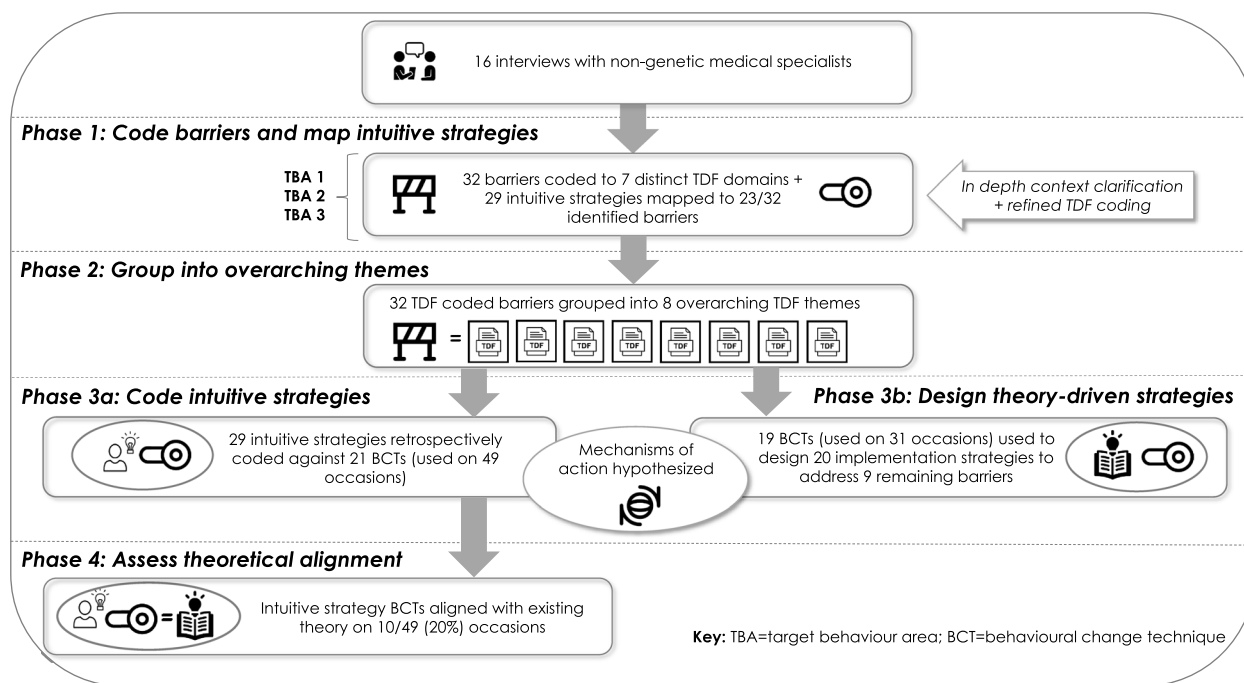 16 interviews with non-genetic medical specialists
Phase 1: Code barriers and map intuitive strategies
TBA 1
TBA 2
TBA 3
32 barriers coded to 7 distinct TDF domains +
29 intuitive strategies mapped to 23/32
identified barriers
In depth context clarification
+ refined TDF coding
Phase 2: Group into overarching themes
32 TDF coded barriers grouped into 8 overarching TDF themes
=
TDF
TDF
TDF
TDF
TDF
TDF
TDF
TDF
Phase 3a: Code intuitive strategies
29 intuitive strategies retrospectively
coded against 21 BCTs (used on 49
occasions)
Mechanisms of
action hypothesized
Phase 3b: Design theory-driven strategies
19 BCTs (used on 31 occasions) used to
design 20 implementation strategies to
address 9 remaining barriers
Phase 4: Assess theoretical alignment
=
Intuitive strategy BCTs aligned with existing
theory on 10/49 (20%) occasions
Key: TBA=target behaviour area; BCT=behavioural change technique